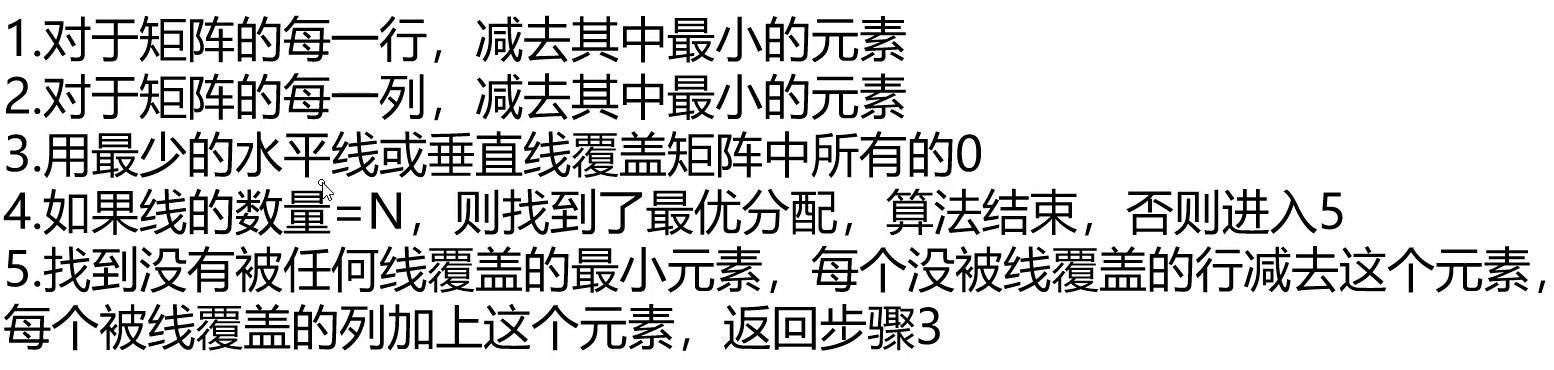 1.对于矩阵的每一行，减去其中最小的元素
2.对于矩阵的每一列，减去其中最小的元素
3.用最少的水平线或垂直线覆盖矩阵中所有的0
4.如果线的数量=N，则找到了最优分配，算法结束，否则进入5
5.找到没有被任何线覆盖的最小元素，每个没被线覆盖的行减去这个元素，
每个被线覆盖的列加上这个元素，返回步骤3